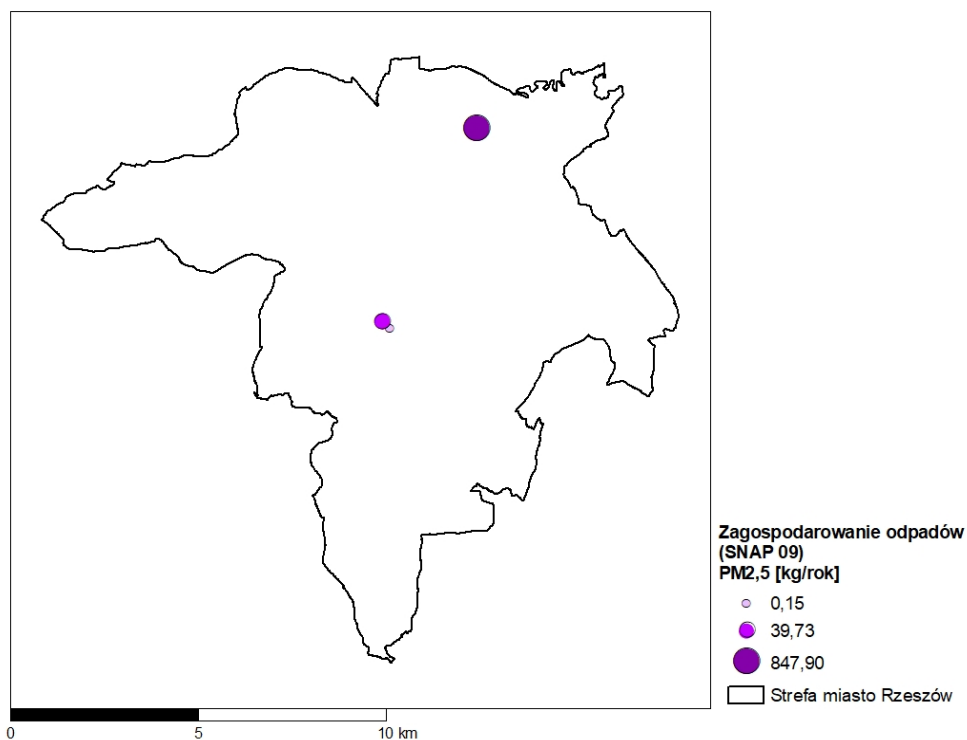 Zagospodarowanie odpadów
(SNAP 09)
PM2,5 [kg/rok]
0,15
39,73
847,90
Strefa miasto Rzeszów
0 5 10 km